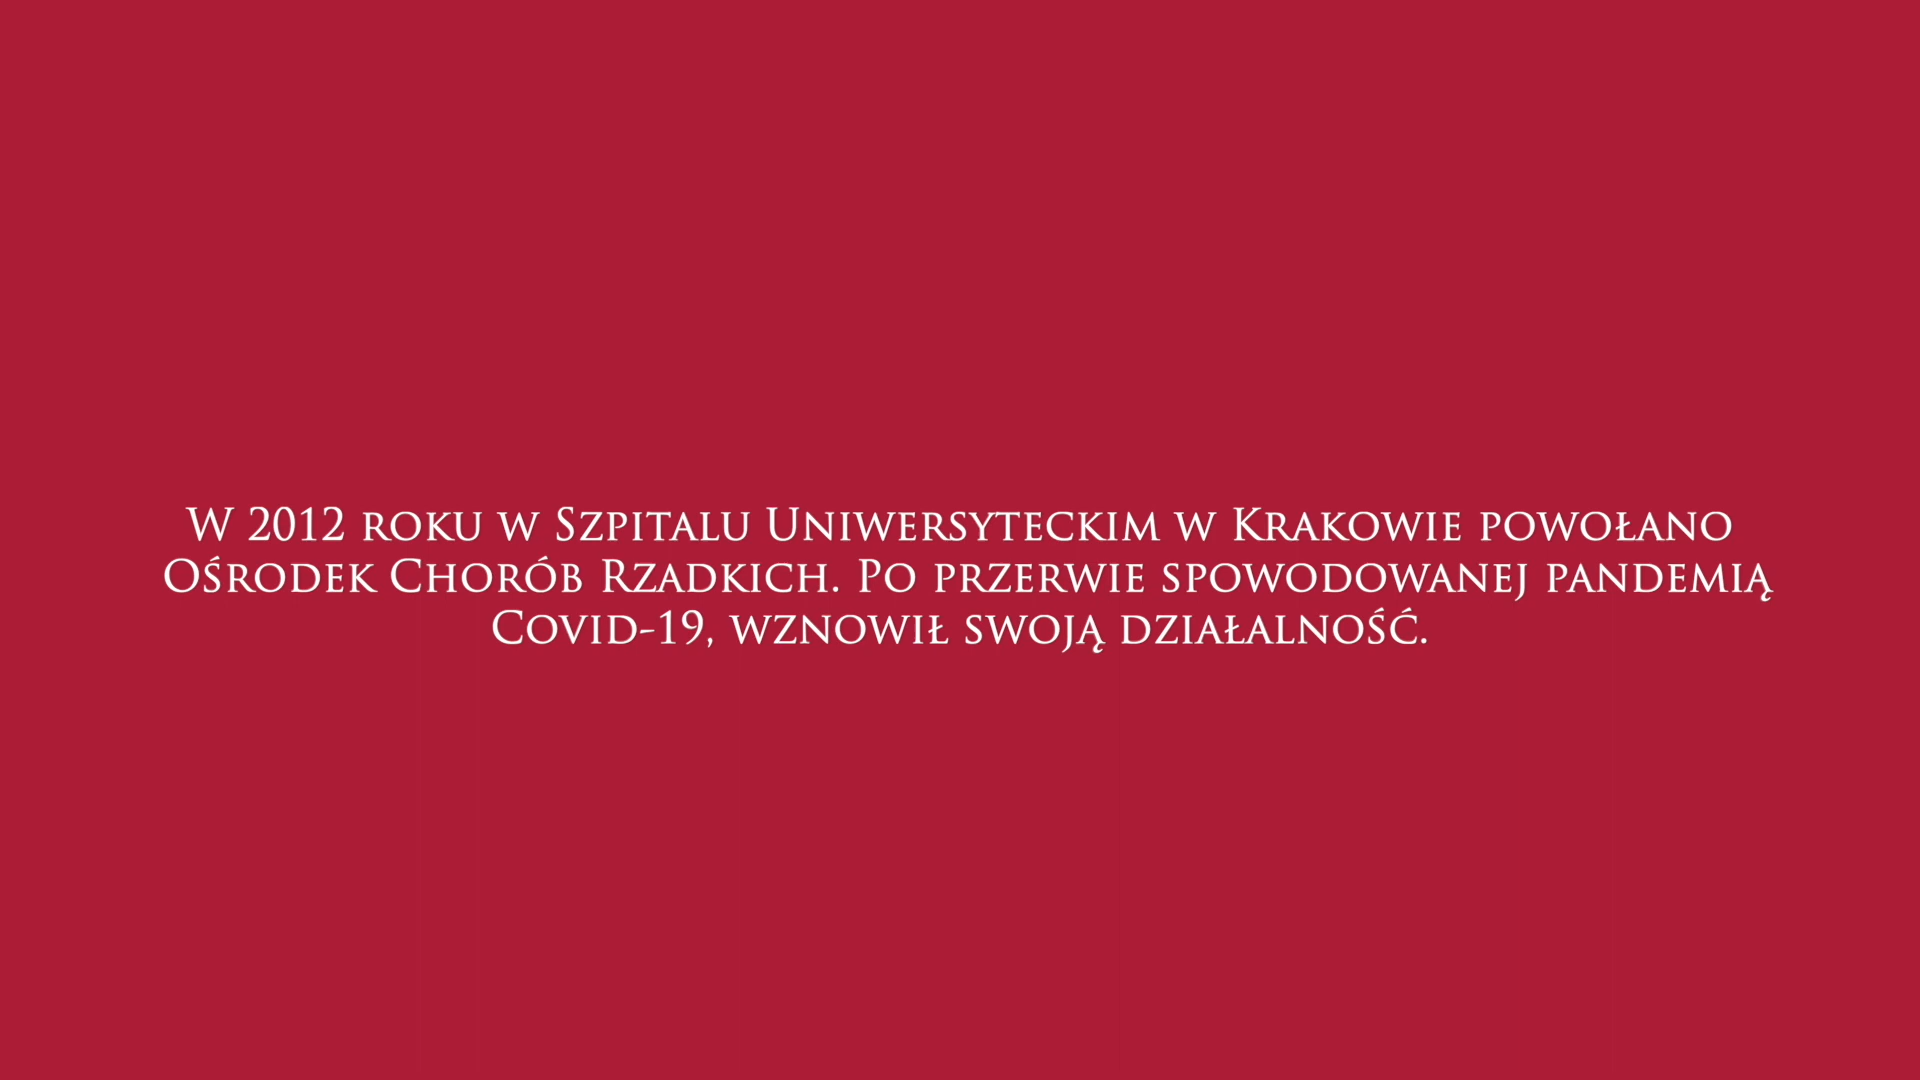 W 2012 roku w Szpitalu Uniwersyteckim w Krakowie powołano
Ośrodek Chorób Rzadkich. Po przerwie spowodowanej pandemią
Covid-19, wznowił swoją działalność.